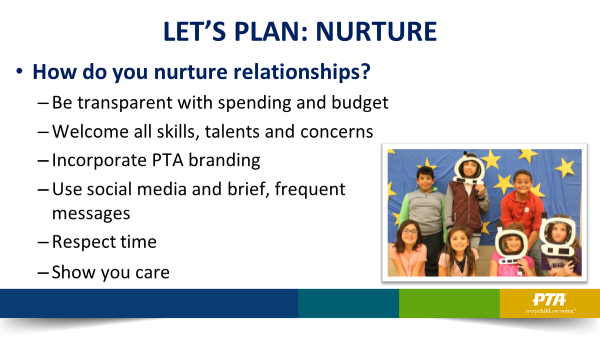 LET’S PLAN: NURTURE
• How do you nurture relationships?
–Be transparent with spending and budget
–Welcome all skills, talents and concerns
–Incorporate PTA branding
–Use social media and brief, frequent
messages
–Respect time
–Show you care
PTA
everychild.onevoice.®